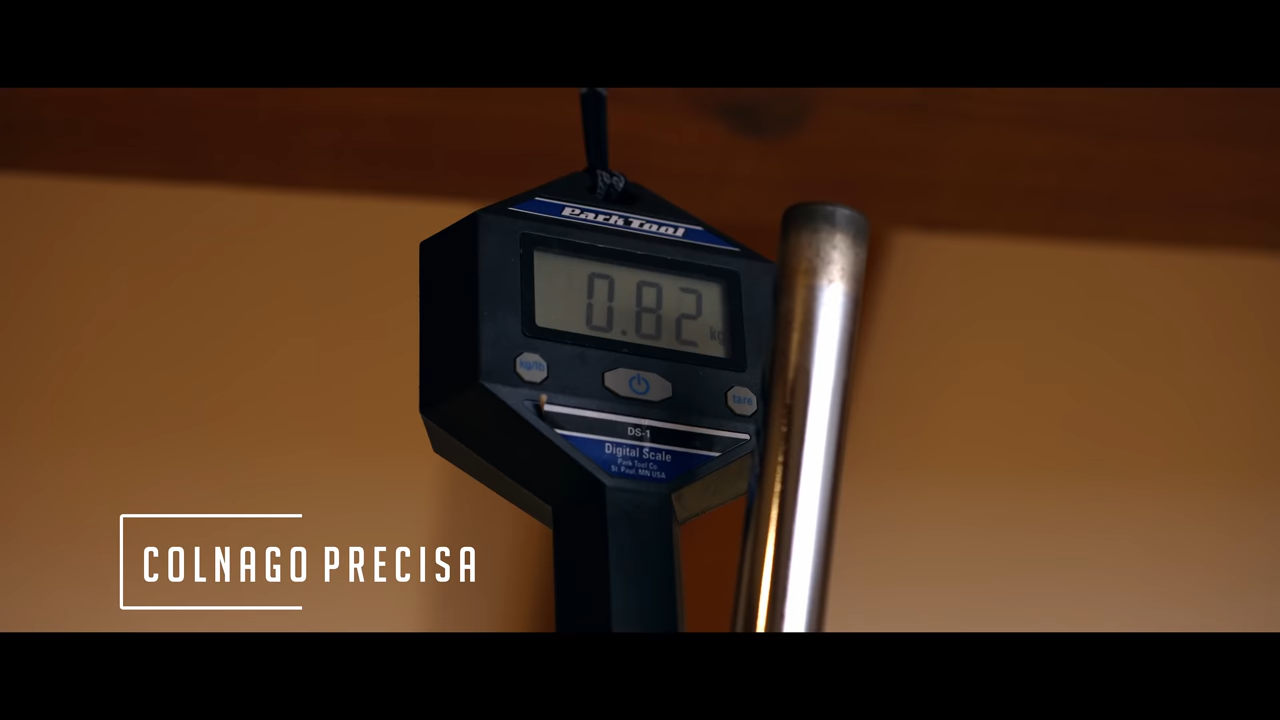 Park Tool
0.82 kg
kg/lb
tare
DS-1
Digital Scale
Park Tool Co.
St. Paul, MN USA
COLNAGO PRECISA